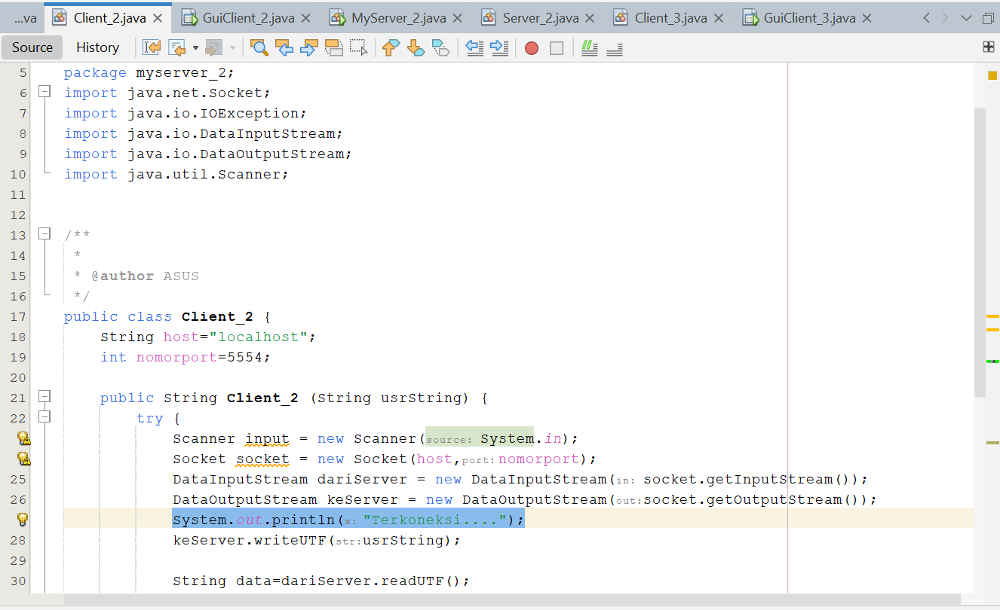 ...va Client_2.java GuiClient_2.java MyServer_2.java Server_2.java Client_3.java GuiClient_3.java
Source History
5 package myserver_2;
6 import java.net.Socket;
7 import java.io.IOException;
8 import java.io.DataInputStream;
9 import java.io.DataOutputStream;
10 import java.util.Scanner;
11
12
13 /**
14 *
15 * @author ASUS
16 */
17 public class Client_2 {
18 String host="localhost";
19 int nomorport=5554;
20
21 public String Client_2 (String usrString) {
22 try {
Scanner input = new Scanner(source: System.in);
Socket socket = new Socket(host,port:nomorport);
25 DataInputStream dariServer = new DataInputStream(in: socket.getInputStream());
26 DataOutputStream keServer = new DataOutputStream(out:socket.getOutputStream());
System.out.println(x: "Terkoneksi....");
28 keServer.writeUTF(str:usrString);
29
30 String data=dariServer.readUTF();